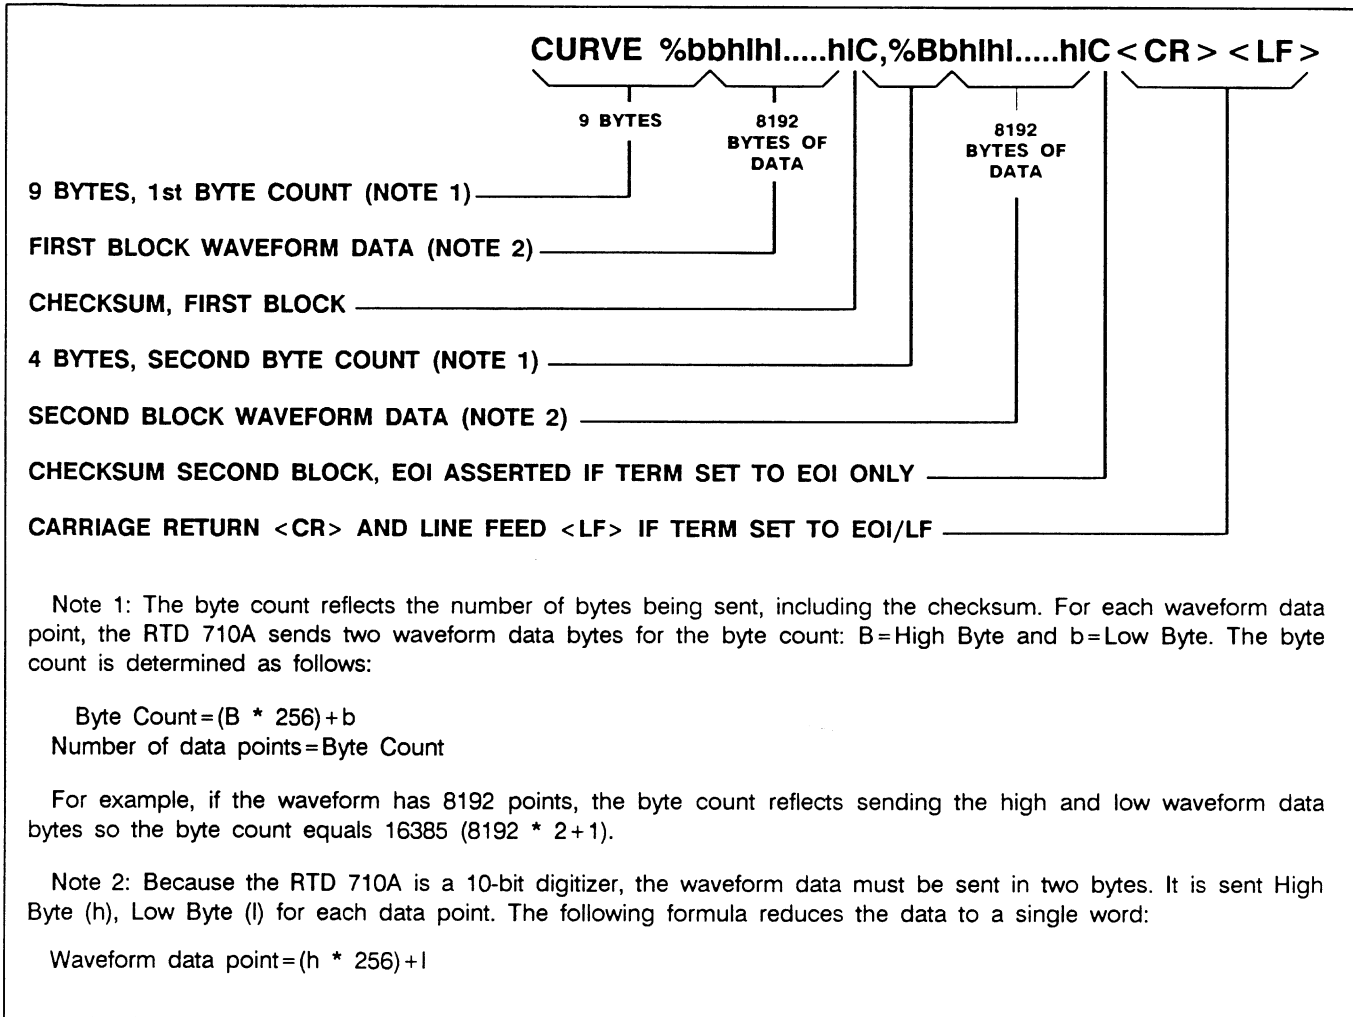 CURVE %bbhlhl.....hlC,%Bbhlhl.....hlC<CR><LF>
9 BYTES
8192
BYTES OF
DATA
8192
BYTES OF
DATA
9 BYTES, 1st BYTE COUNT (NOTE 1)
FIRST BLOCK WAVEFORM DATA (NOTE 2)
CHECKSUM, FIRST BLOCK
4 BYTES, SECOND BYTE COUNT (NOTE 1)
SECOND BLOCK WAVEFORM DATA (NOTE 2)
CHECKSUM SECOND BLOCK, EOI ASSERTED IF TERM SET TO EOI ONLY
CARRIAGE RETURN <CR> AND LINE FEED <LF> IF TERM SET TO EOI/LF
Note 1: The byte count reflects the number of bytes being sent, including the checksum. For each waveform data
point, the RTD 710A sends two waveform data bytes for the byte count: B=High Byte and b=Low Byte. The byte
count is determined as follows:
Byte Count=(B * 256)+b
Number of data points=Byte Count
For example, if the waveform has 8192 points, the byte count reflects sending the high and low waveform data
bytes so the byte count equals 16385 (8192 * 2+1).
Note 2: Because the RTD 710A is a 10-bit digitizer, the waveform data must be sent in two bytes. It is sent High
Byte (h), Low Byte (l) for each data point. The following formula reduces the data to a single word:
Waveform data point=(h * 256)+l